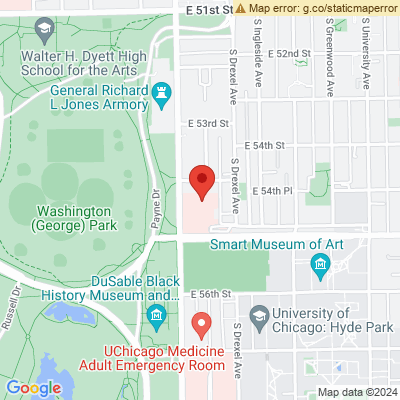 E 51st St
Map error: g.co/staticmaperror
Walter H. Dyett High
School for the Arts
S Drexel Ave
S Ingleside Ave
E 52nd St
S Greenwood Ave
S University Ave
General Richard
L Jones Armory
E 53rd St
E 54th St
S Drexel Ave
E 54th Pl
Payne Dr
Washington
(George) Park
Smart Museum of Art
Russell Dr
DuSable Black
History Museum and...
E 56th St
University of
Chicago: Hyde Park
S Drexel Ave
UChicago Medicine
Adult Emergency Room
Google
Map data ©2024